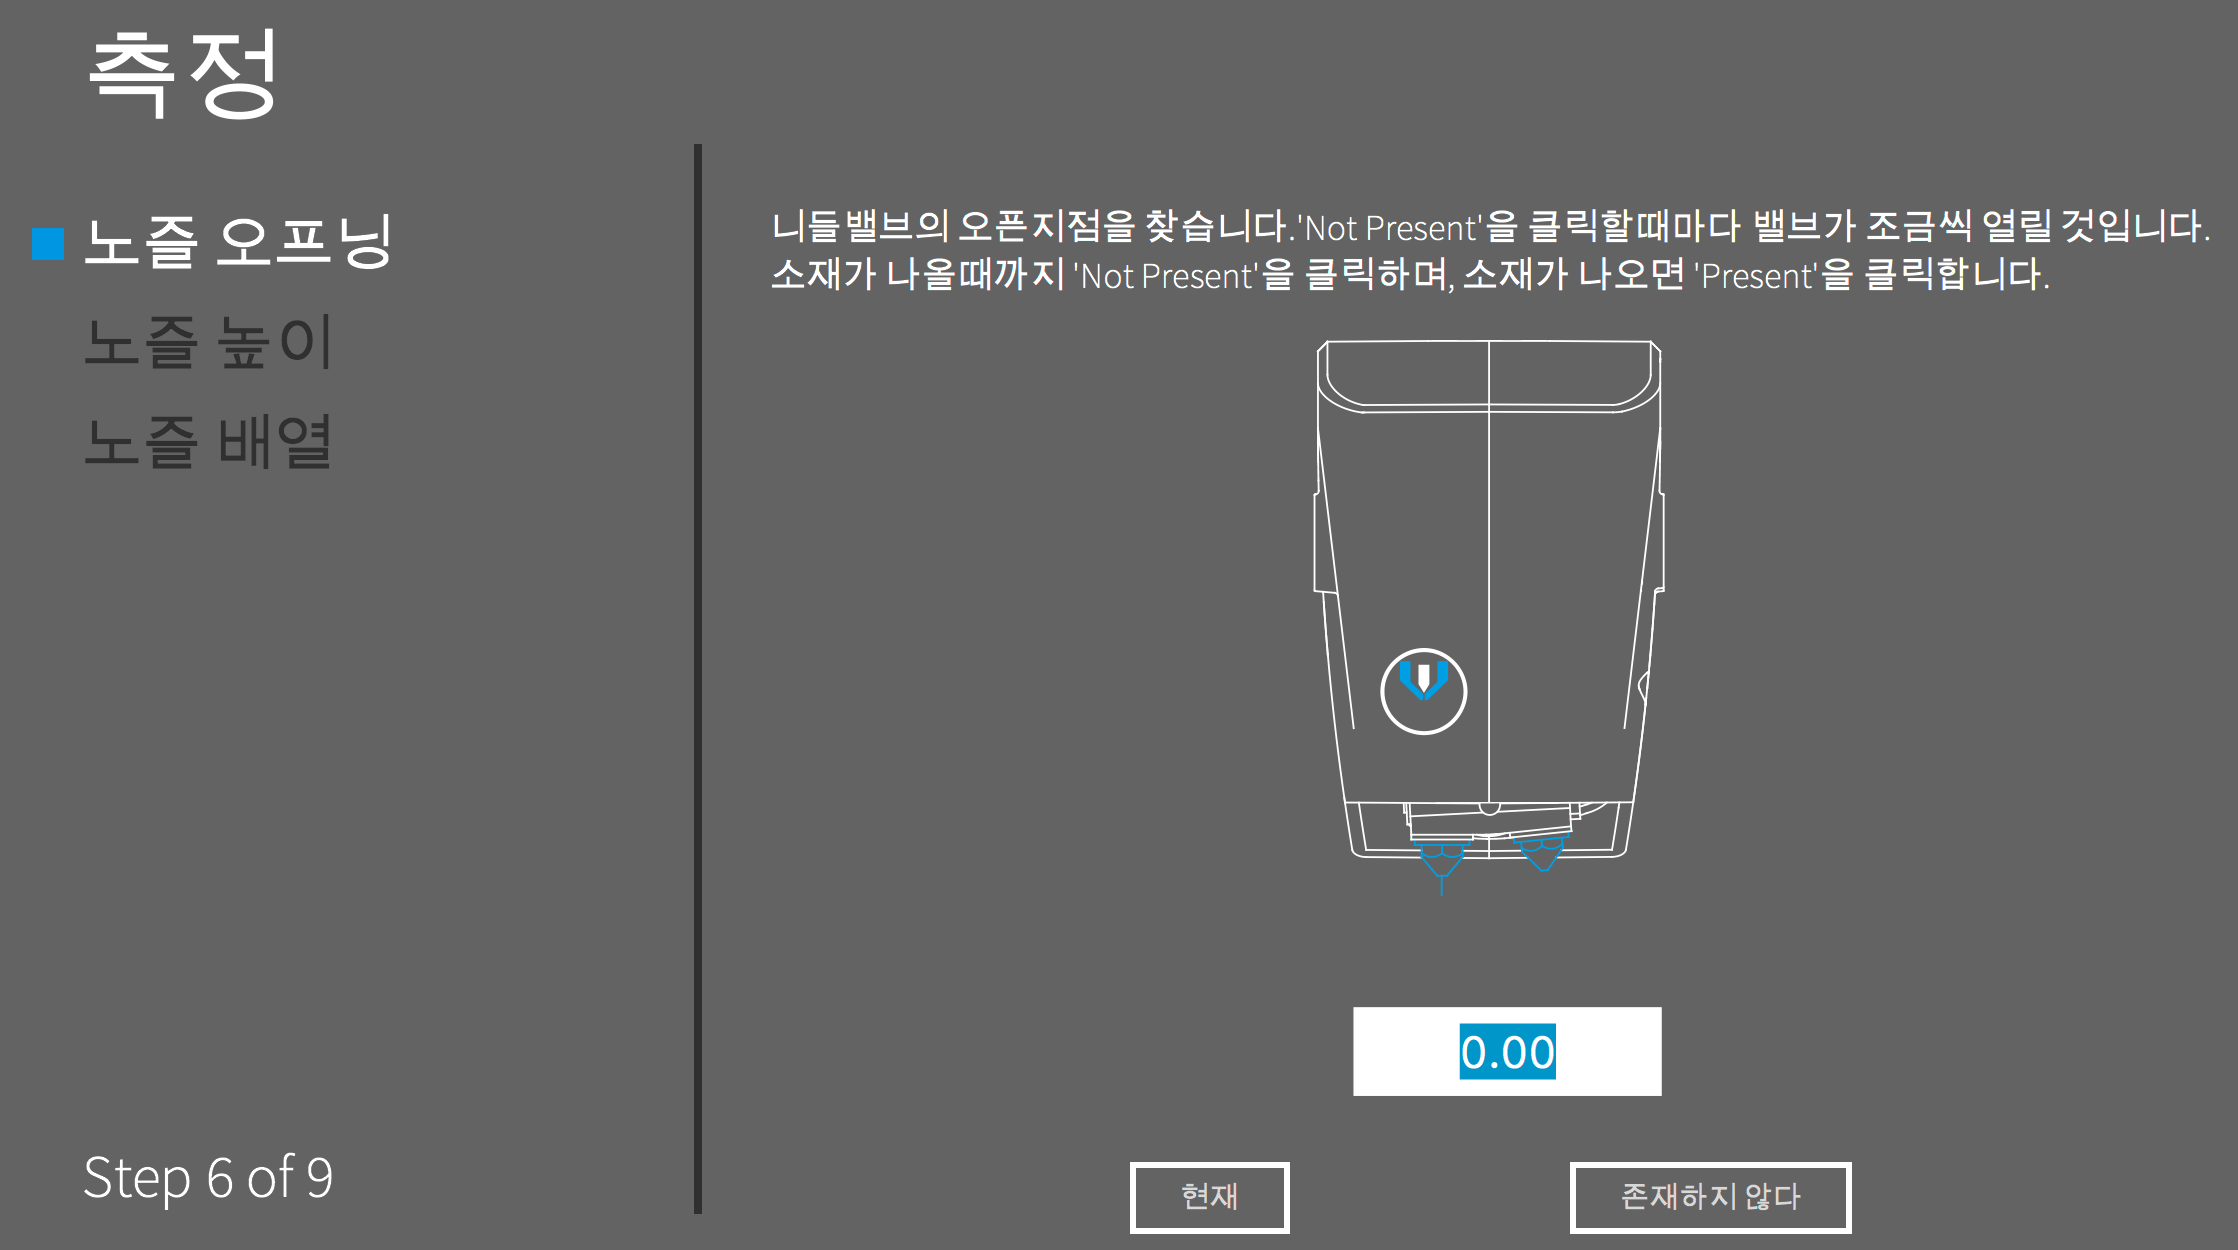 측정
노즐 오프닝
노즐 높이
노즐 배열
니들밸브의 오픈지점을 찾습니다.'Not Present'을 클릭할때마다 밸브가 조금씩 열릴 것입니다.
소재가 나올때까지 'Not Present'을 클릭하며, 소재가 나오면 'Present'을 클릭합니다.
0.00
Step 6 of 9
현재
존재하지 않다